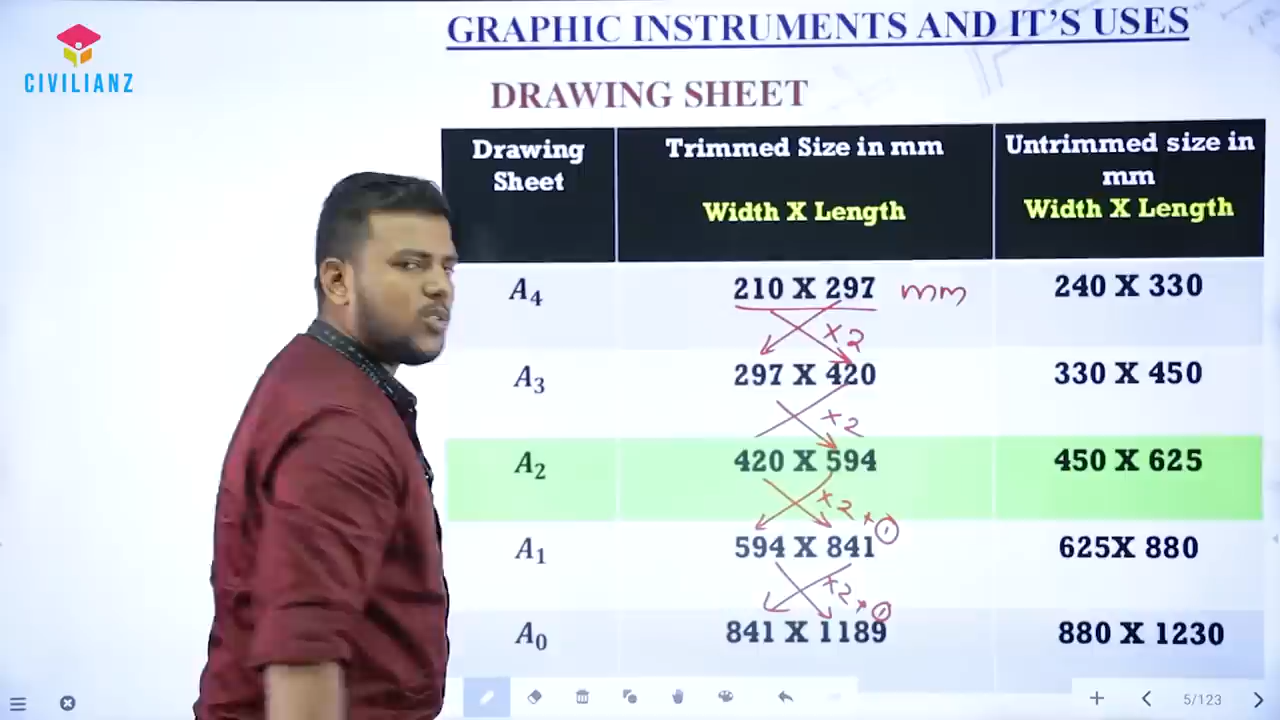 GRAPHIC INSTRUMENTS AND IT'S USES
CIVILIANZ
DRAWING SHEET
Drawing Sheet
Trimmed Size in mm
Width X Length
Untrimmed size in mm
Width X Length
A4 210 X 297 mm 240 X 330
x2
A3 297 X 420 330 X 450
x2
A2 420 X 594 450 X 625
x2 + 1
A1 594 X 841 625X 880
x2 + 1
A0 841 X 1189 880 X 1230
5/123